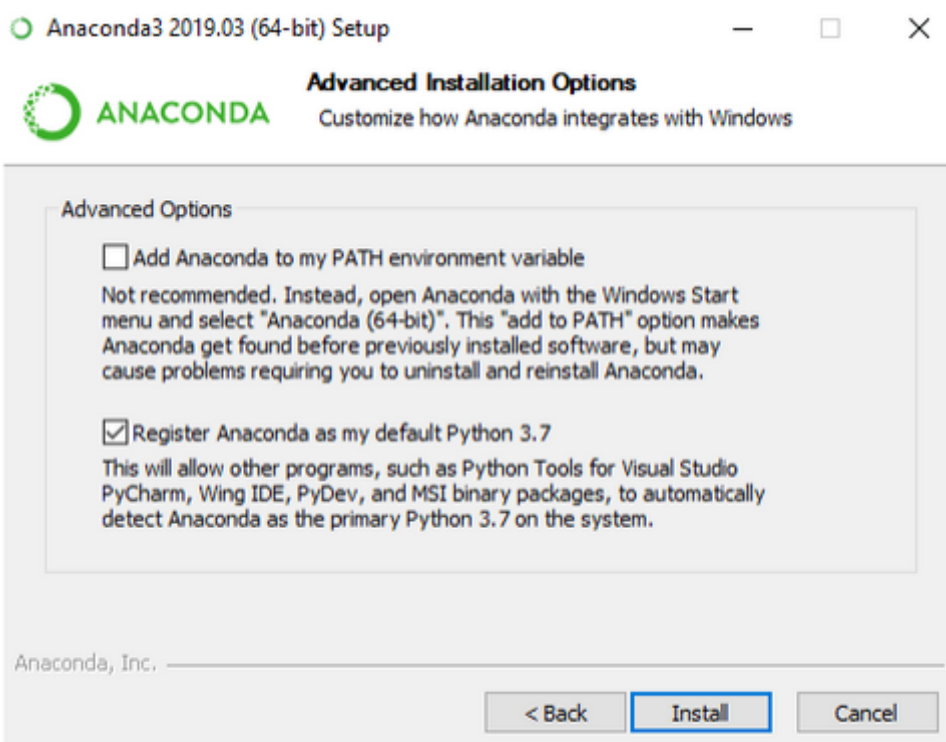 Anaconda3 2019.03 (64-bit) Setup
ANACONDA
Advanced Installation Options
Customize how Anaconda integrates with Windows
Advanced Options
Add Anaconda to my PATH environment variable
Not recommended. Instead, open Anaconda with the Windows Start
menu and select "Anaconda (64-bit)". This "add to PATH" option makes
Anaconda get found before previously installed software, but may
cause problems requiring you to uninstall and reinstall Anaconda.
Register Anaconda as my default Python 3.7
This will allow other programs, such as Python Tools for Visual Studio
PyCharm, Wing IDE, PyDev, and MSI binary packages, to automatically
detect Anaconda as the primary Python 3.7 on the system.
Anaconda, Inc.
< Back
Install
Cancel